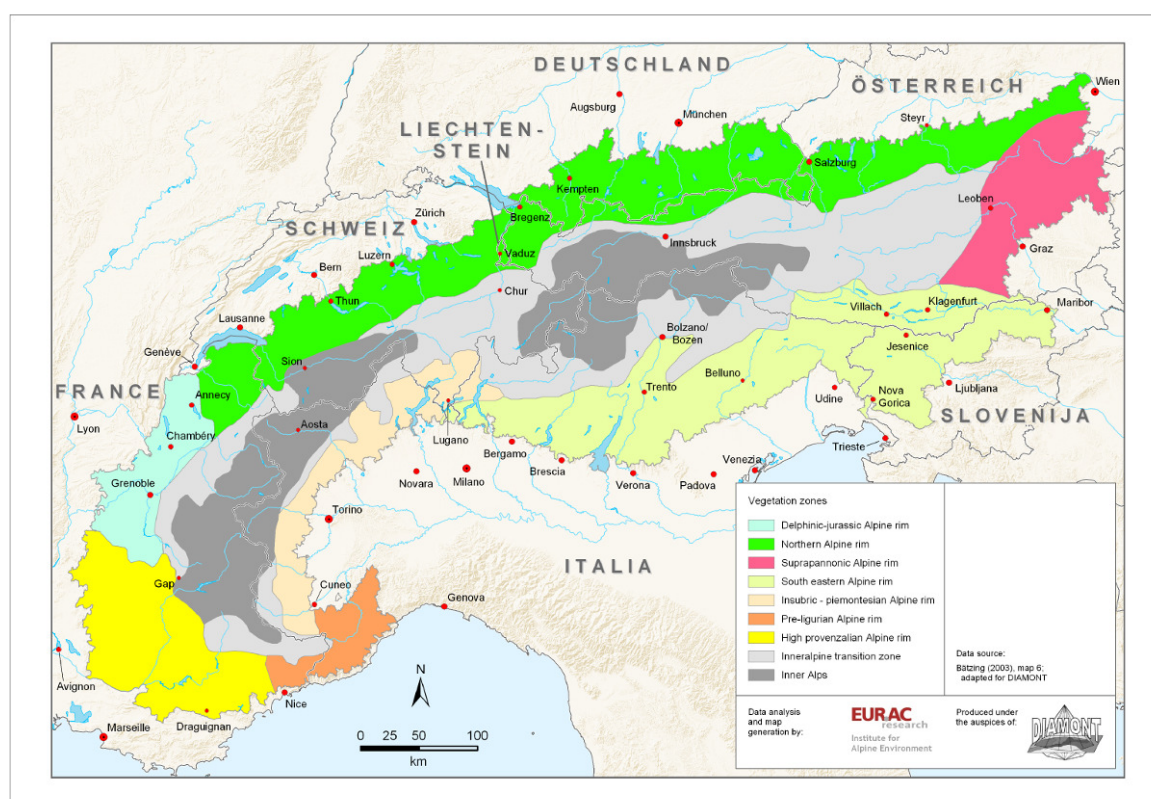 DEUTSCHLAND
ÖSTERREICH
Wien
Augsburg
München
Steyr
LIECHTEN-
STEIN
Salzburg
Kempten
Leoben
Bregenz
Zürich
SCHWEIZ
Innsbruck
Graz
Luzern
Vaduz
Bern
Chur
Thun
Villach
Klagenfurt
Maribor
Lausanne
Bolzano/
Bozen
Jesenice
Genève
Sion
Belluno
Ljubljana
FRANCE
Annecy
Trento
Udine
Nova
Gorica
SLOVENIJA
Lyon
Aosta
Chambéry
Lugano
Trieste
Bergamo
Brescia
Venezia
Grenoble
Novara
Milano
Verona
Padova
Torino
ITALIA
Gap
Cuneo
Genova
Avignon
Nice
Marseille
Draguignan
N
0 50 100
km
Vegetation zones
Delphinic-jurassic Alpine rim
Northern Alpine rim
Suprapannonic Alpine rim
South eastern Alpine rim
Insubric - piemontesian Alpine rim
Pre-ligurian Alpine rim
High provenzalian Alpine rim
Inneralpine transition zone
Inner Alps
Data source:
Bätzing (2003), map 6;
adapted for DIAMONT
Data analysis
and map
generation by:
EURAC
research
Institute for
Alpine Environment
Produced under
the auspices of:
DIAMONT